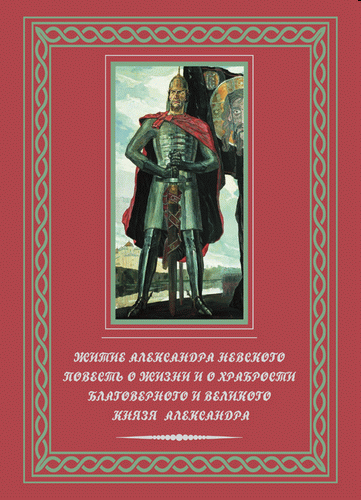 ЖИТИЕ АЛЕКСАНДРА НЕВСКОГО
ПОВЕСТЬ О ЖИЗНИ И О ХРАБРОСТИ
БЛАГОВЕРНОГО И ВЕЛИКОГО
КНЯЗЯ АЛЕКСАНДРА